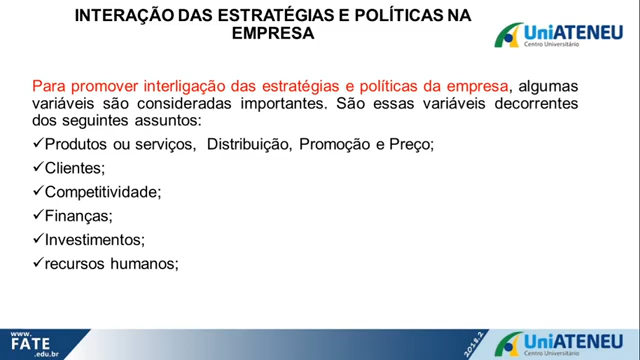 INTERAÇÃO DAS ESTRATÉGIAS E POLÍTICAS NA
EMPRESA
UniATENEU
Centro Universitário
Para promover interligação das estratégias e políticas da empresa, algumas
variáveis são consideradas importantes. São essas variáveis decorrentes
dos seguintes assuntos:
✓Produtos ou serviços, Distribuição, Promoção e Preço;
✓Clientes;
✓Competitividade;
✓Finanças;
✓Investimentos;
✓recursos humanos;
www.
FATE
.edu.br
2018.2
UniATENEU
Centro Universitário